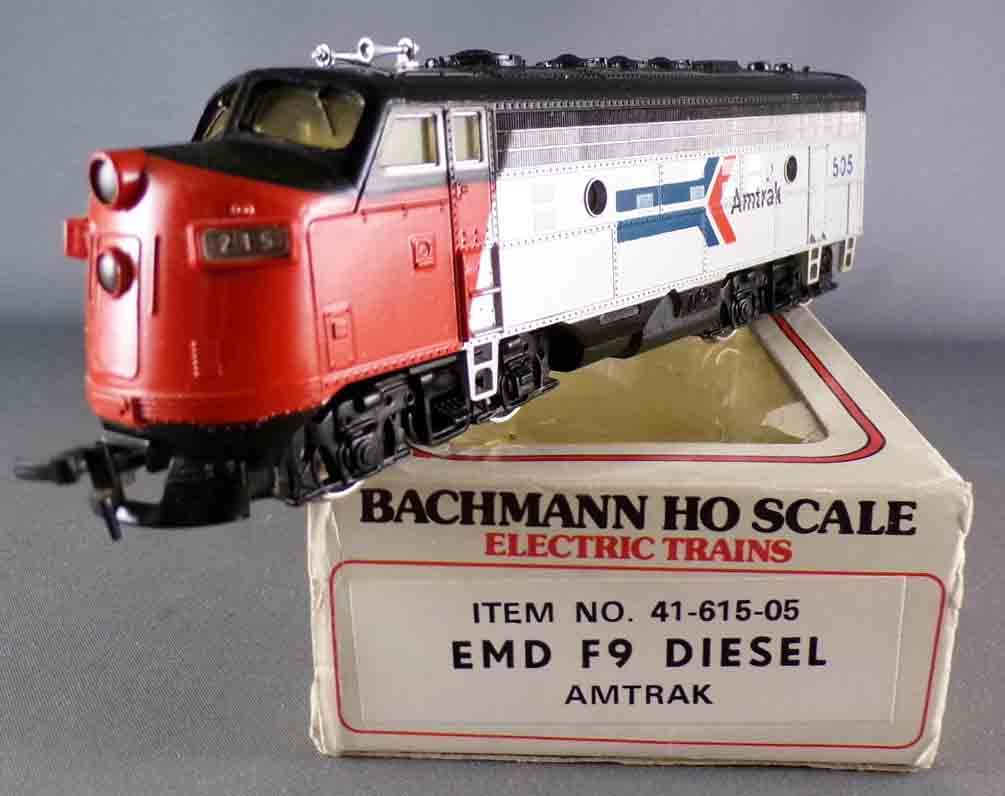 215
505
Amtrak
BACHMANN HO SCALE
ELECTRIC TRAINS
ITEM NO. 41-615-05
EMD F9 DIESEL
AMTRAK